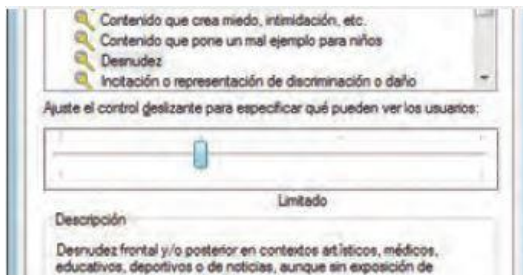 Contenido que crea miedo, intimidación, etc.
Contenido que pone un mal ejemplo para niños
Desnudez
Incitación o representación de discriminación o daño
Ajuste el control deslizante para especificar qué pueden ver los usuarios:
Limitado
Descripción
Desnudez frontal y/o posterior en contextos artísticos, médicos,
educativos, deportivos o de noticias, aunque sin exposición de